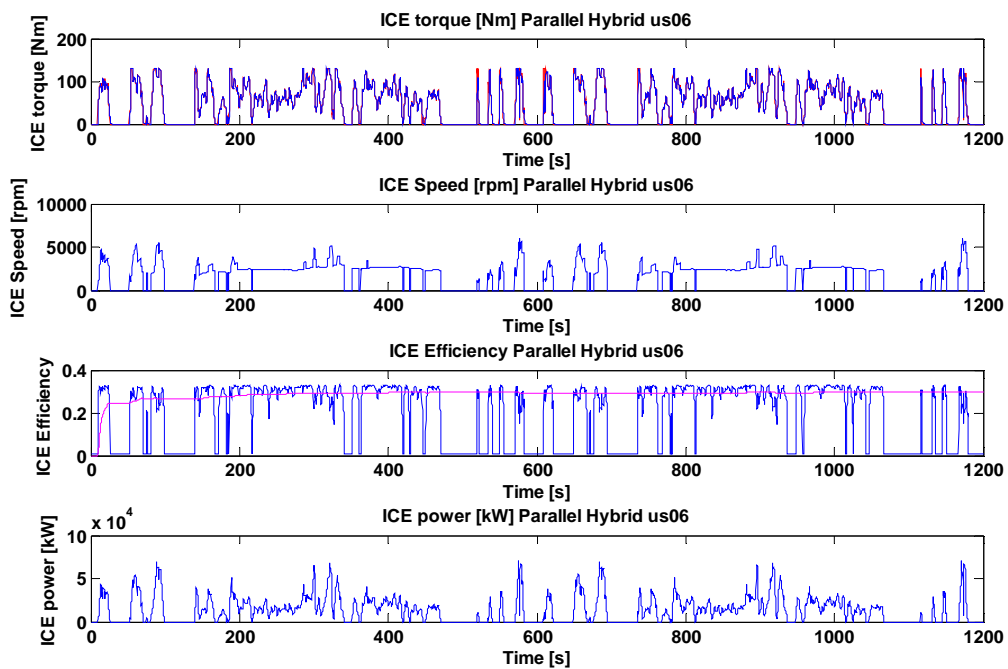 ICE torque [Nm] Parallel Hybrid us06
ICE torque [Nm]
200
100
0
0 200 400 600 800 1000 1200
Time [s]
ICE Speed [rpm] Parallel Hybrid us06
ICE Speed [rpm]
10000
5000
0
0 200 400 600 800 1000 1200
Time [s]
ICE Efficiency Parallel Hybrid us06
ICE Efficiency
0.4
0.2
0
0 200 400 600 800 1000 1200
Time [s]
ICE power [kW] Parallel Hybrid us06
ICE power [kW]
x 10^4
10
5
0
0 200 400 600 800 1000 1200
Time [s]